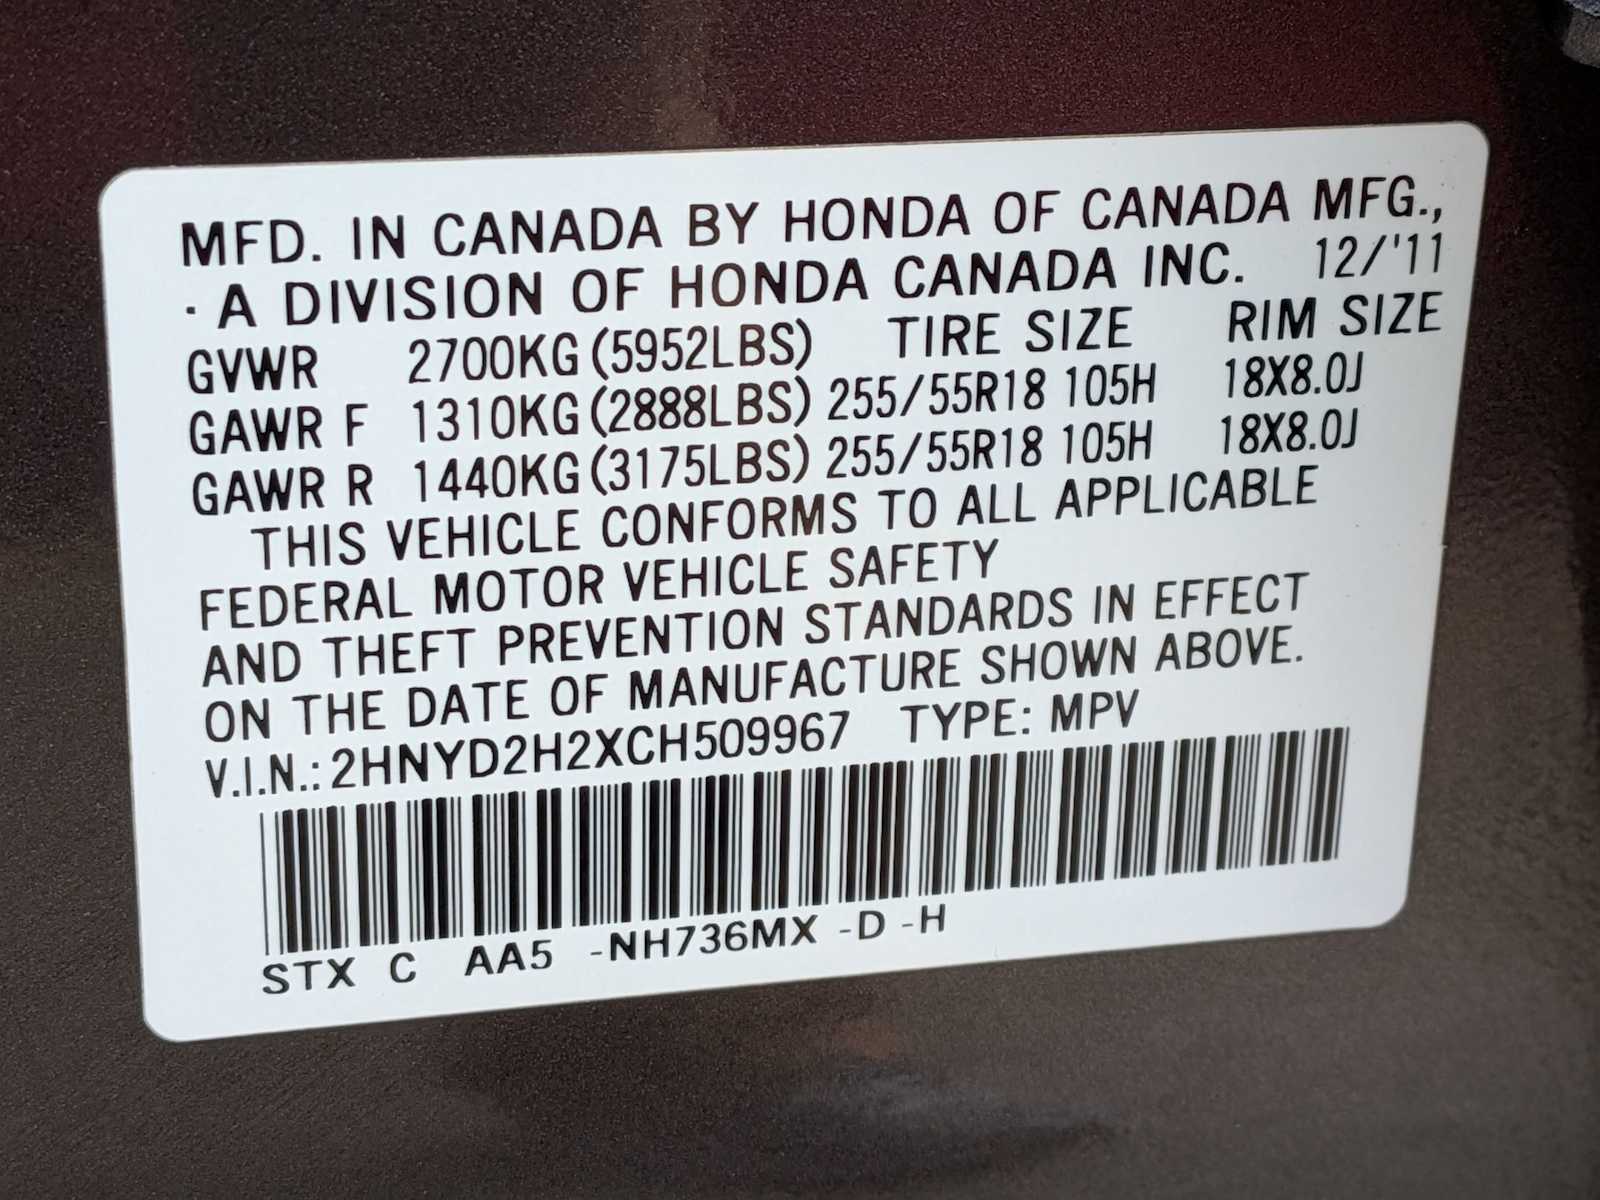 MFD. IN CANADA BY HONDA OF CANADA MFG.,
· A DIVISION OF HONDA CANADA INC. 12/'11
GVWR 2700KG (5952LBS) TIRE SIZE RIM SIZE
GAWR F 1310KG (2888LBS) 255/55R18 105H 18X8.0J
GAWR R 1440KG (3175LBS) 255/55R18 105H 18X8.0J
THIS VEHICLE CONFORMS TO ALL APPLICABLE
FEDERAL MOTOR VEHICLE SAFETY
AND THEFT PREVENTION STANDARDS IN EFFECT
ON THE DATE OF MANUFACTURE SHOWN ABOVE.
V.I.N.: 2HNYD2H2XCH509967 TYPE: MPV
STX C AA5 -NH736MX -D -H